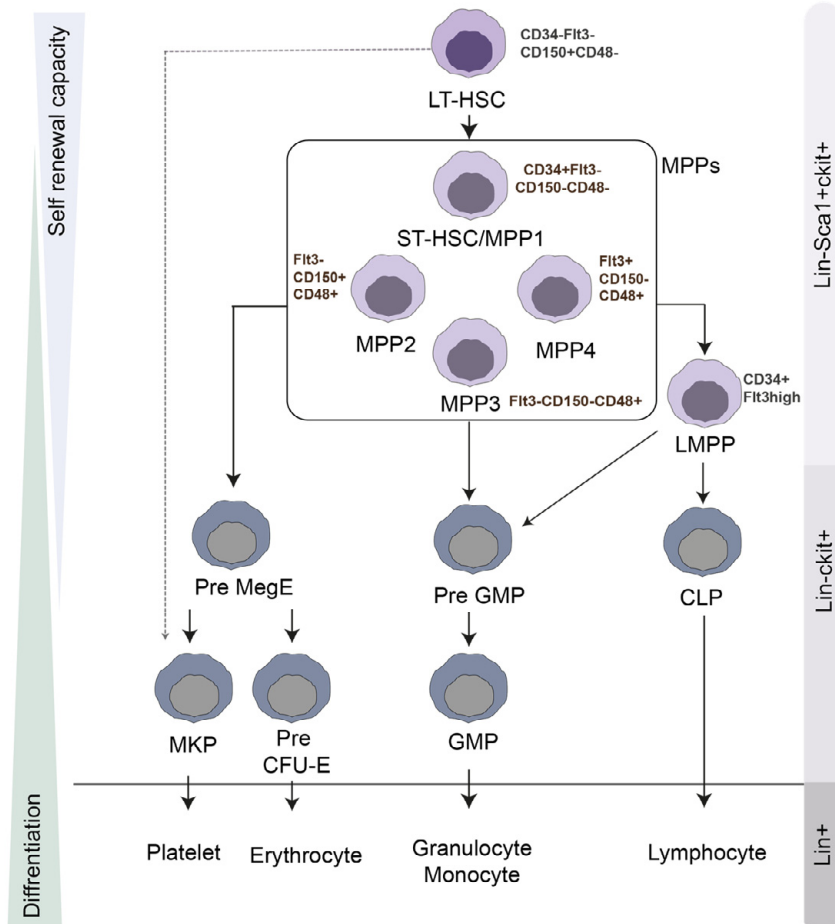 Self renewal capacity
Diffrentiation
CD34-Flt3-
CD150+CD48-
LT-HSC
MPPs
CD34+Flt3-
CD150-CD48-
ST-HSC/MPP1
Flt3-
CD150+
CD48+
MPP2
Flt3+
CD150-
CD48+
MPP4
MPP3
Flt3-CD150-CD48+
CD34+
Flt3high
LMPP
Pre MegE
Pre GMP
CLP
MKP
Pre
CFU-E
GMP
Platelet
Erythrocyte
Granulocyte
Monocyte
Lymphocyte
Lin-Sca1+ckit+
Lin-ckit+
Lin+